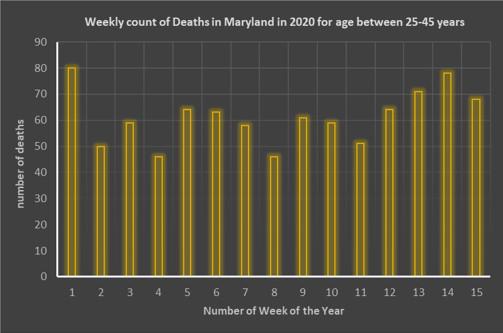 Weekly count of Deaths in Maryland in 2020 for age between 25-45 years
90
80
70
60
50
40
30
20
10
0
number of deaths
1 2 3 4 5 6 7 8 9 10 11 12 13 14 15
Number of Week of the Year